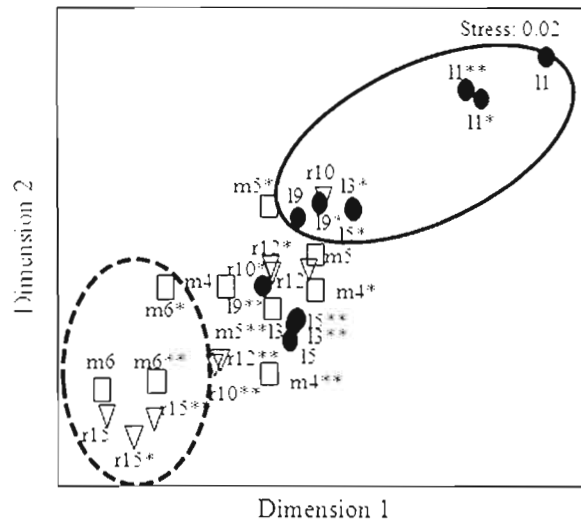 Stress: 0.02
l1**
l1
l1*
r10
l3*
m5*
l9
l9*
l5*
r12*
m5
r10*
m4
r12
m6*
l9**
m4*
m5**
l3
l5**
l3**
m6
m6**
r12**
l5
r10**
m4**
r15
r15**
r15*
Dimension 1
Dimension 2